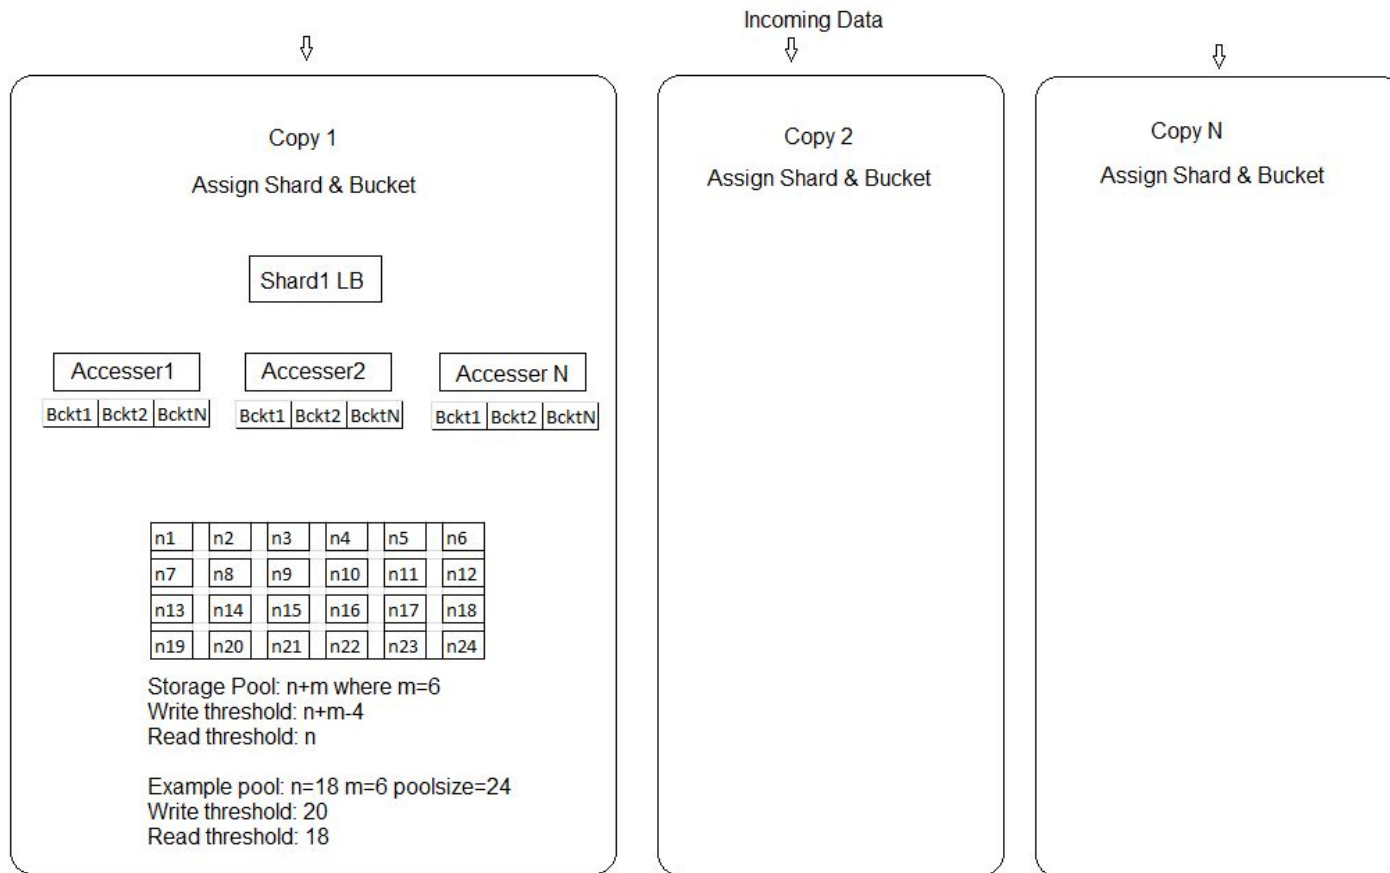 Incoming Data
Copy 1
Assign Shard & Bucket
Shard1 LB
Accesser1 Accesser2 Accesser N
Bckt1 Bckt2 BcktN Bckt1 Bckt2 BcktN Bckt1 Bckt2 BcktN
n1 n2 n3 n4 n5 n6
n7 n8 n9 n10 n11 n12
n13 n14 n15 n16 n17 n18
n19 n20 n21 n22 n23 n24
Storage Pool: n+m where m=6
Write threshold: n+m-4
Read threshold: n
Example pool: n=18 m=6 poolsize=24
Write threshold: 20
Read threshold: 18
Copy 2
Assign Shard & Bucket
Copy N
Assign Shard & Bucket